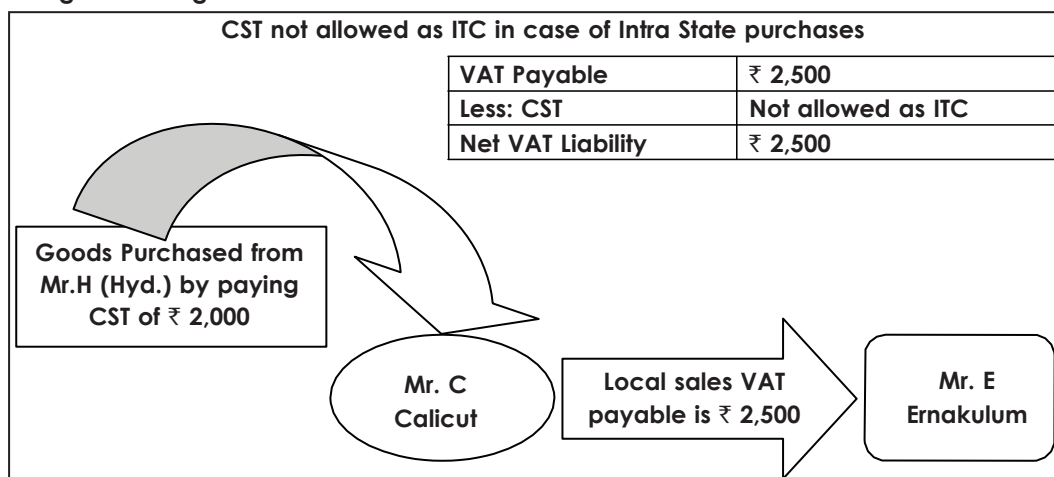 CST not allowed as ITC in case of Intra State purchases
VAT Payable ₹ 2,500
Less: CST Not allowed as ITC
Net VAT Liability ₹ 2,500
Goods Purchased from
Mr.H (Hyd.) by paying
CST of ₹ 2,000
Mr. C
Calicut
Local sales VAT
payable is ₹ 2,500
Mr. E
Ernakulum